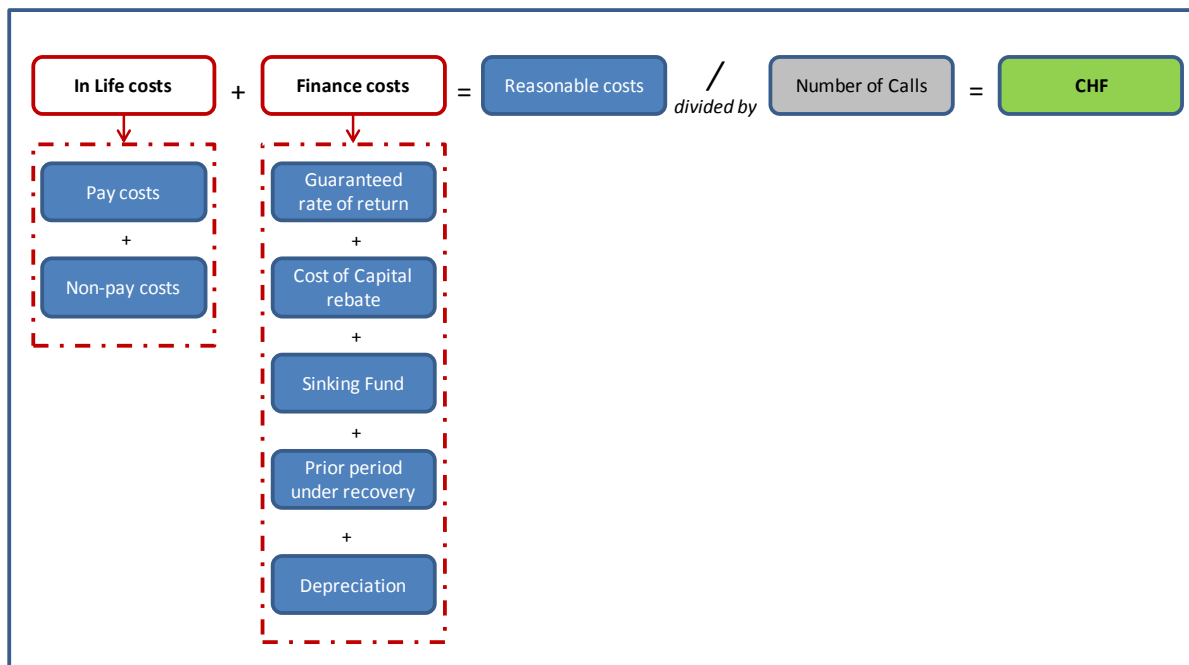 In Life costs + Finance costs = Reasonable costs / divided by Number of Calls = CHF
Pay costs
+
Non-pay costs
Guaranteed
rate of return
+
Cost of Capital
rebate
+
Sinking Fund
+
Prior period
under recovery
+
Depreciation